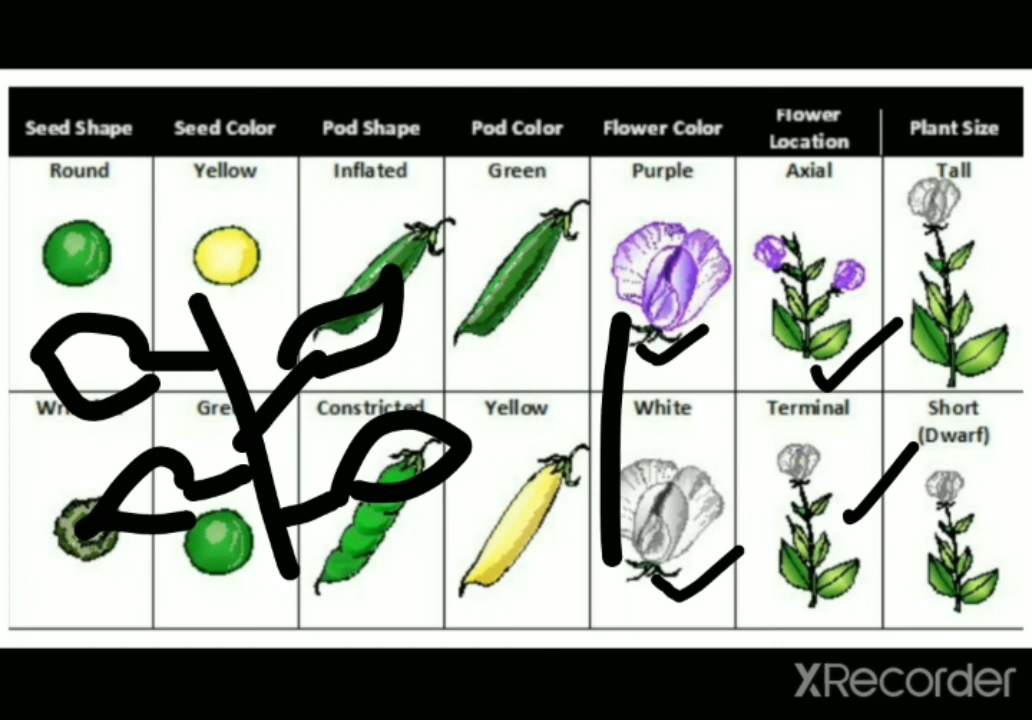 Seed Shape Seed Color Pod Shape Pod Color Flower Color Flower Location Plant Size
Round Yellow Inflated Green Purple Axial Tall
Constricted Yellow White Terminal Short
(Dwarf)
XRecorder